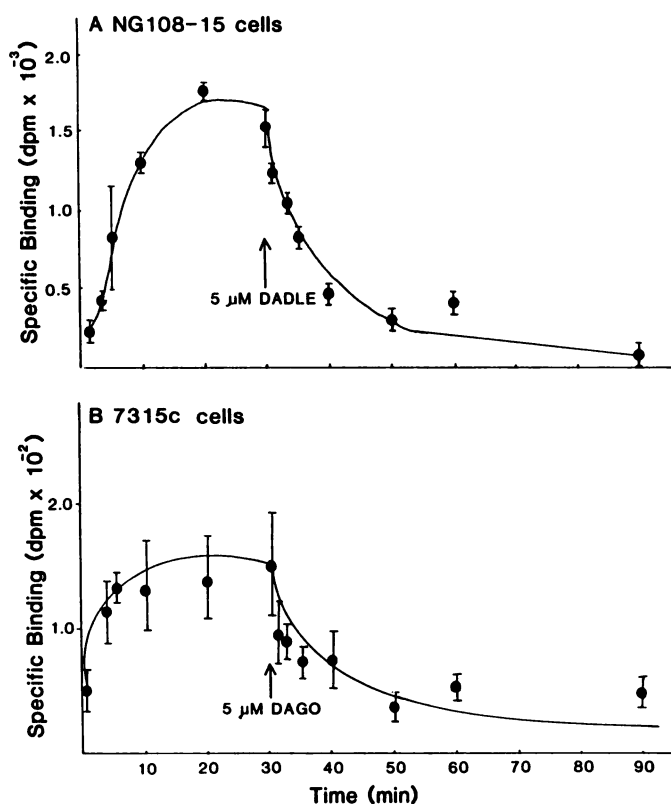 A NG108-15 cells
Specific Binding (dpm x 10⁻³)
2.0
1.5
1.0
0.5
5 µM DADLE
B 7315c cells
Specific Binding (dpm x 10⁻²)
2.0
1.0
5 µM DAGO
10 20 30 40 50 60 70 80 90
Time (min)